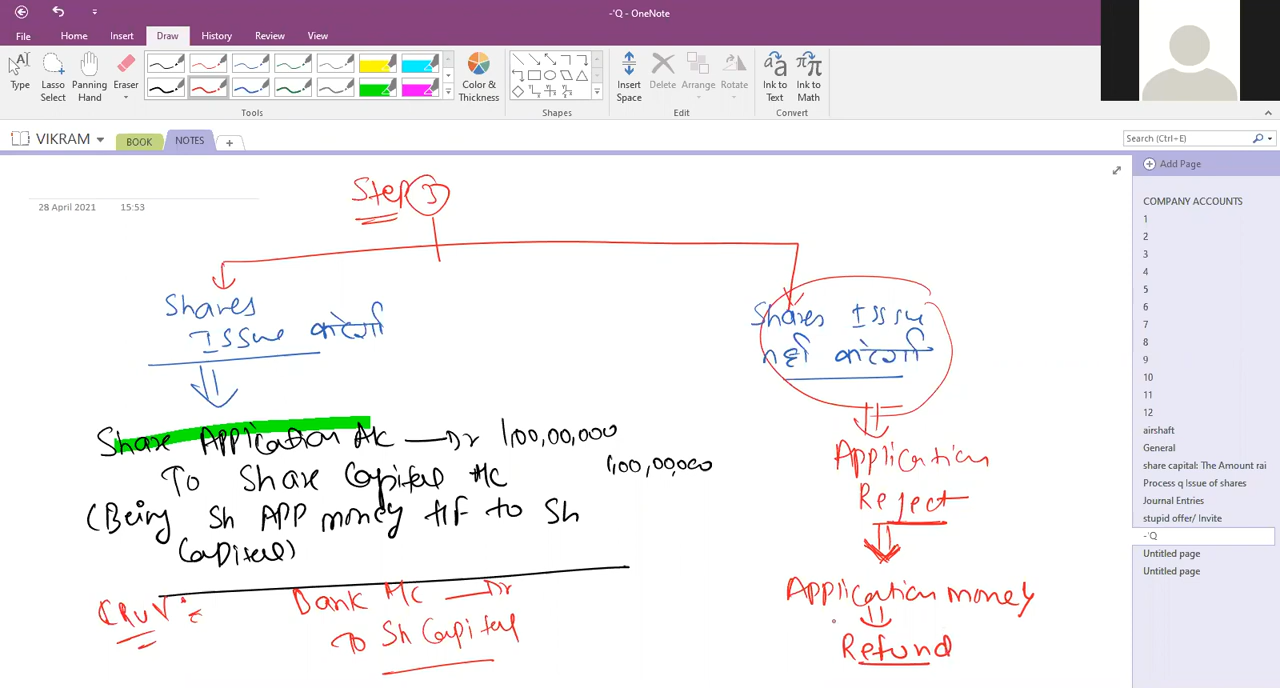 -'Q - OneNote
File Home Insert Draw History Review View
Type
Lasso Select
Panning Hand
Eraser
Color & Thickness
Insert Space
Delete
Arrange
Rotate
Ink to Text
Ink to Math
Tools
Shapes
Edit
Convert
VIKRAM
BOOK
NOTES
Search (Ctrl+E)
28 April 2021 15:53
Step 3
Shares
Issue करेगी
Share Application A/c — Dr 1,00,00,000
To Share Capital A/c 1,00,00,000
(Being Sh APP money t/f to Sh
Capital)
Bank A/c — Dr
To Sh Capital
Shares Issue
नहीं करेगी
Application
Reject
Application money
Refund
Add Page
COMPANY ACCOUNTS
1
2
3
4
5
6
7
8
9
10
11
12
airshaft
General
share capital: The Amount rai
Process q Issue of shares
Journal Entries
stupid offer/ Invite
-'Q
Untitled page
Untitled page